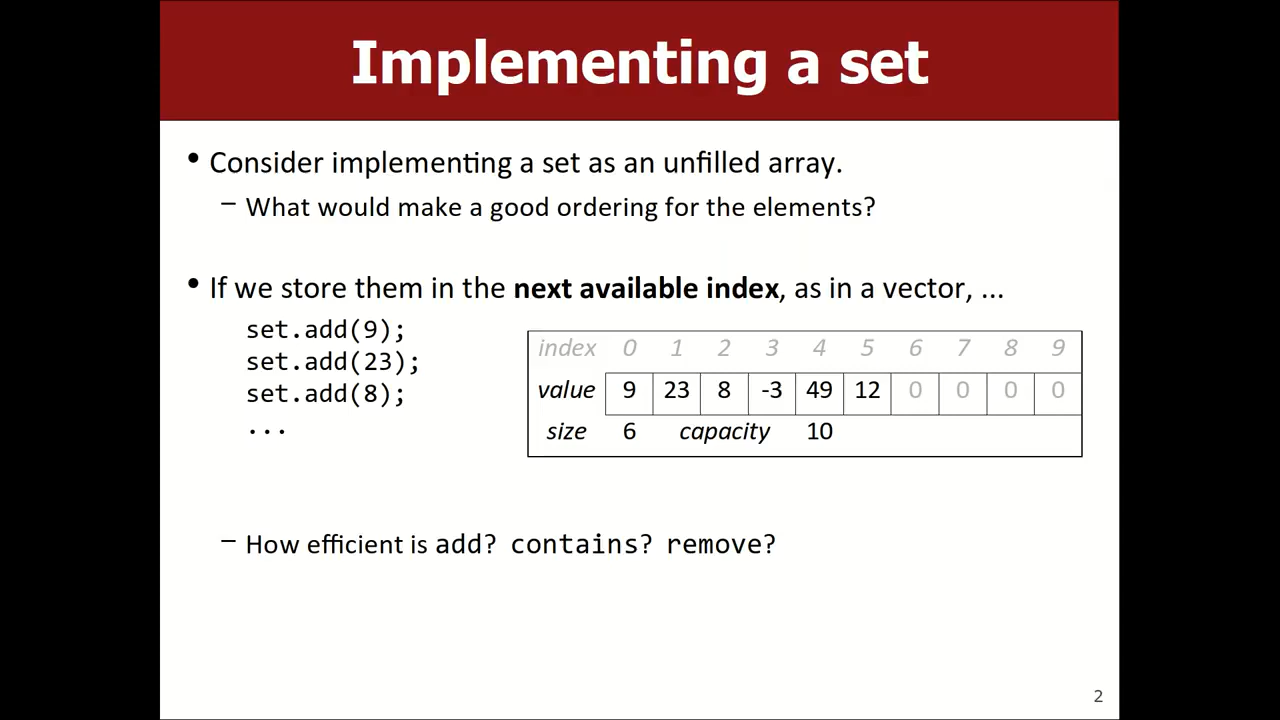 Implementing a set
• Consider implementing a set as an unfilled array.
– What would make a good ordering for the elements?
• If we store them in the next available index, as in a vector, ...
set.add(9);
set.add(23);
set.add(8);
...
index 0 1 2 3 4 5 6 7 8 9
value 9 23 8 -3 49 12 0 0 0 0
size 6 capacity 10
– How efficient is add? contains? remove?
2